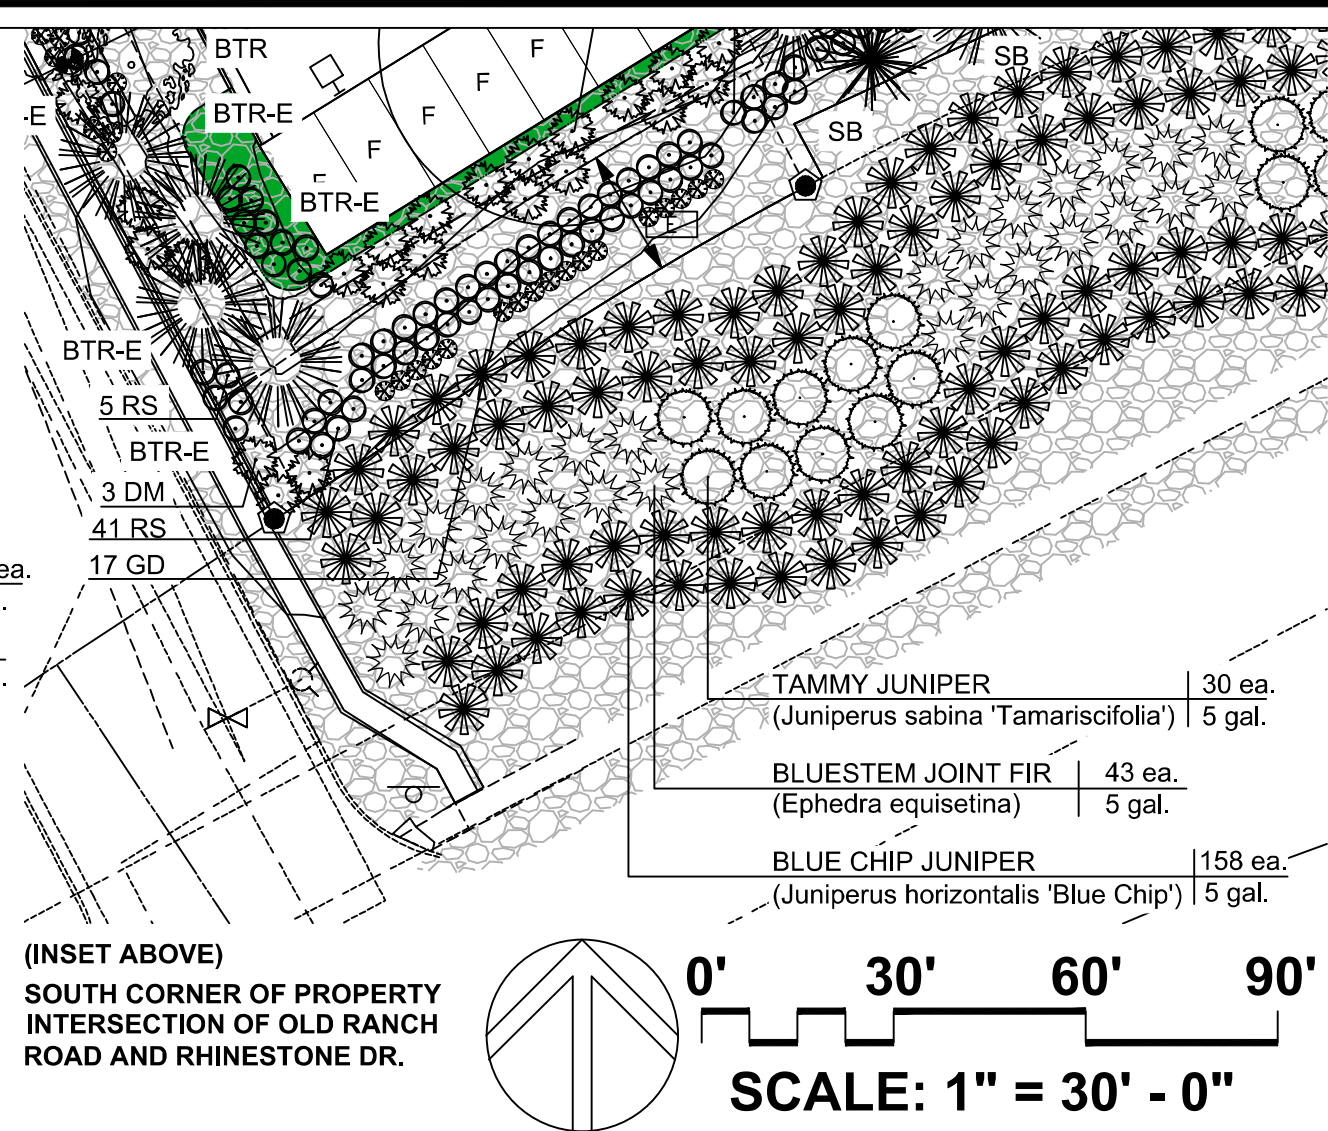 BTR
F
SB
F
BTR-E
-E
F
SB
F
F
BTR-E
E
BTR-E
5 RS
BTR-E
3 DM
41 RS
17 GD
ea.
TAMMY JUNIPER 30 ea.
(Juniperus sabina 'Tamariscifolia') 5 gal.
BLUESTEM JOINT FIR 43 ea.
(Ephedra equisetina) 5 gal.
BLUE CHIP JUNIPER 158 ea.
(Juniperus horizontalis 'Blue Chip') 5 gal.
(INSET ABOVE)
SOUTH CORNER OF PROPERTY
INTERSECTION OF OLD RANCH
ROAD AND RHINESTONE DR.
0' 30' 60' 90'
SCALE: 1" = 30' - 0"